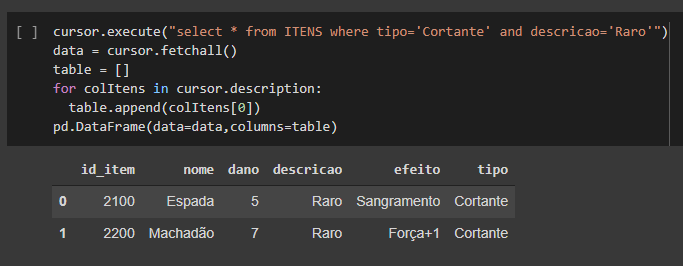 [ ] cursor.execute("select * from ITENS where tipo='Cortante' and descricao='Raro'")
data = cursor.fetchall()
table = []
for colItens in cursor.description:
  table.append(colItens[0])
pd.DataFrame(data=data,columns=table)
id_item nome dano descricao efeito tipo
0 2100 Espada 5 Raro Sangramento Cortante
1 2200 Machadão 7 Raro Força+1 Cortante